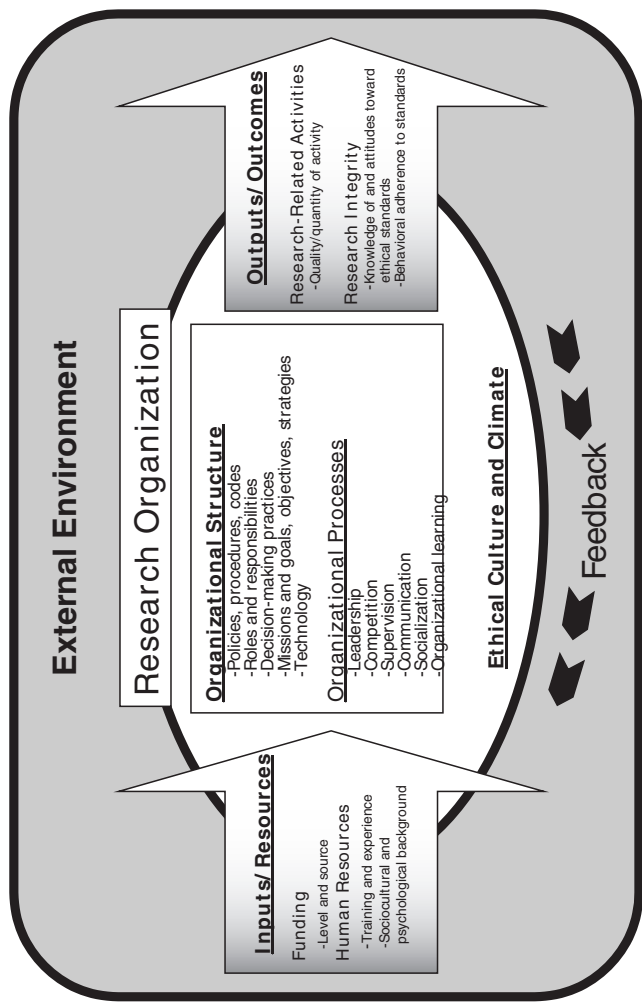 External Environment
Research Organization
Inputs/Resources
Funding
-Level and source
Human Resources
-Training and experience
-Sociocultural and
psychological background
Organizational Structure
-Policies, procedures, codes
-Roles and responsibilities
-Decision-making practices
-Missions and goals, objectives, strategies
-Technology
Organizational Processes
-Leadership
-Competition
-Supervision
-Communication
-Socialization
-Organizational learning
Ethical Culture and Climate
Outputs/Outcomes
Research-Related Activities
-Quality/quantity of activity
Research Integrity
-Knowledge of and attitudes toward
ethical standards
-Behavioral adherence to standards
Feedback